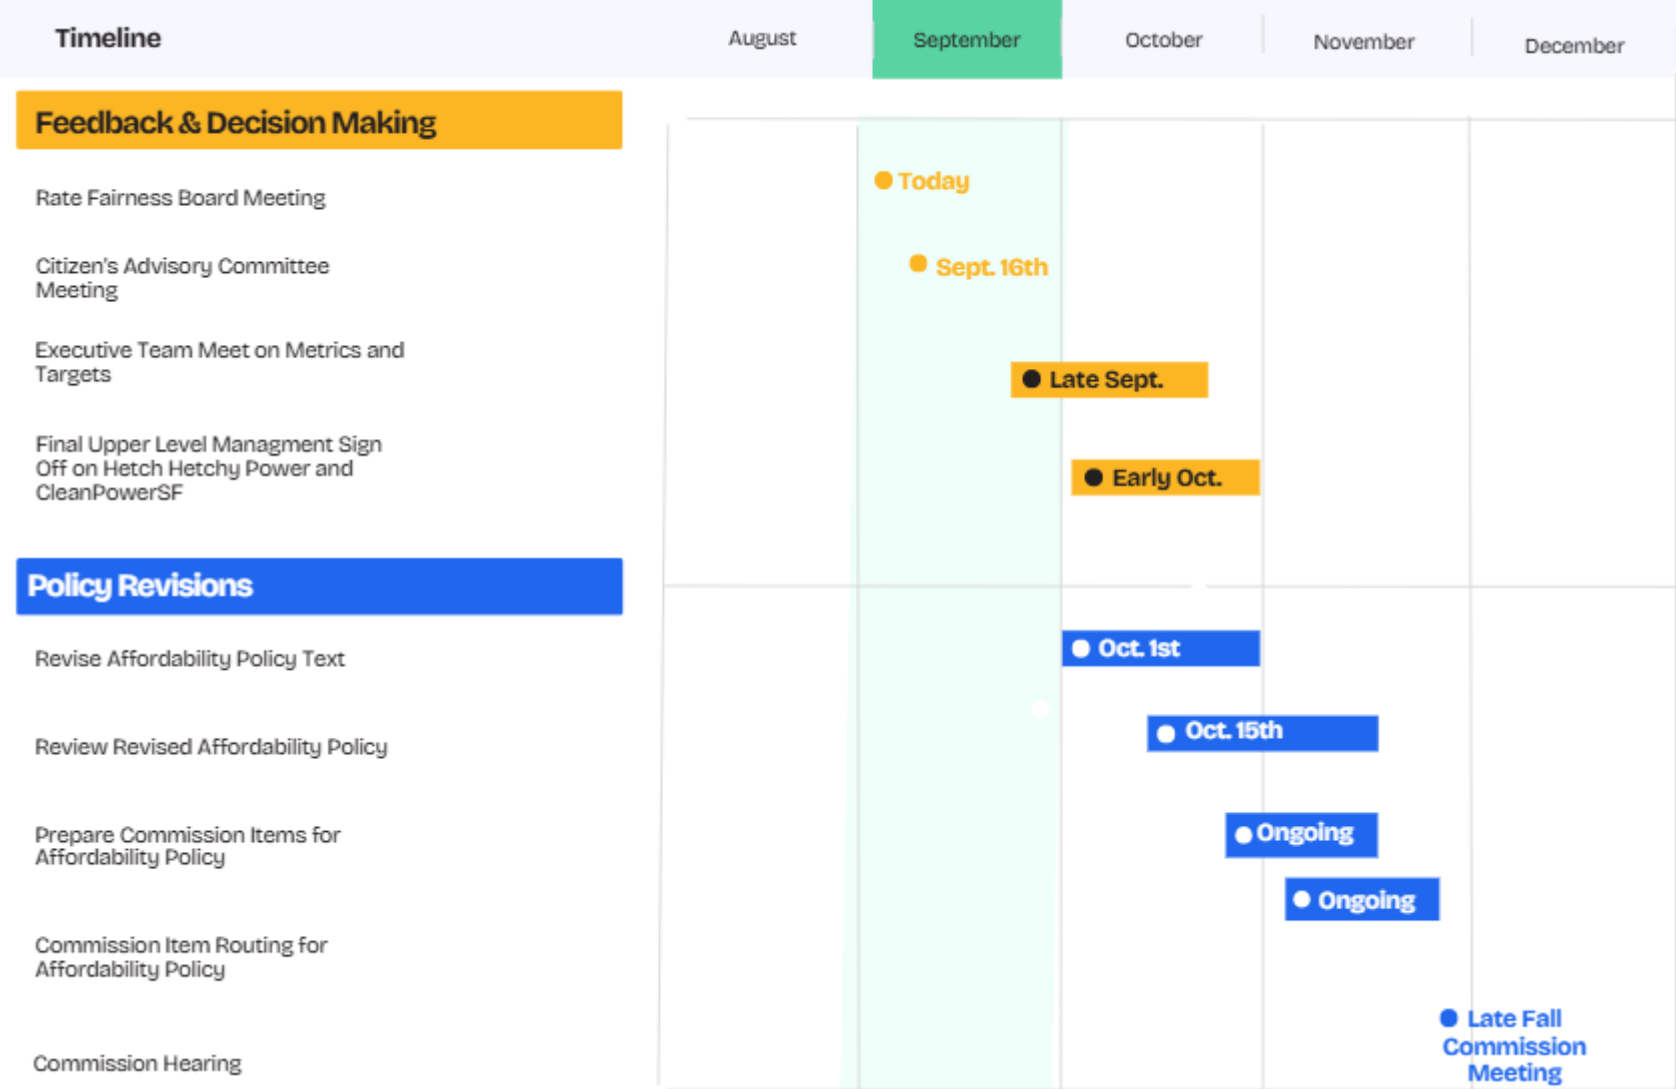 Timeline
August
September
October
November
December
Feedback & Decision Making
Rate Fairness Board Meeting
Today
Citizen's Advisory Committee
Meeting
Sept. 16th
Executive Team Meet on Metrics and
Targets
Late Sept.
Final Upper Level Managment Sign
Off on Hetch Hetchy Power and
CleanPowerSF
Early Oct.
Policy Revisions
Revise Affordability Policy Text
Oct. 1st
Review Revised Affordability Policy
Oct. 15th
Prepare Commission Items for
Affordability Policy
Ongoing
Commission Item Routing for
Affordability Policy
Ongoing
Commission Hearing
Late Fall
Commission
Meeting